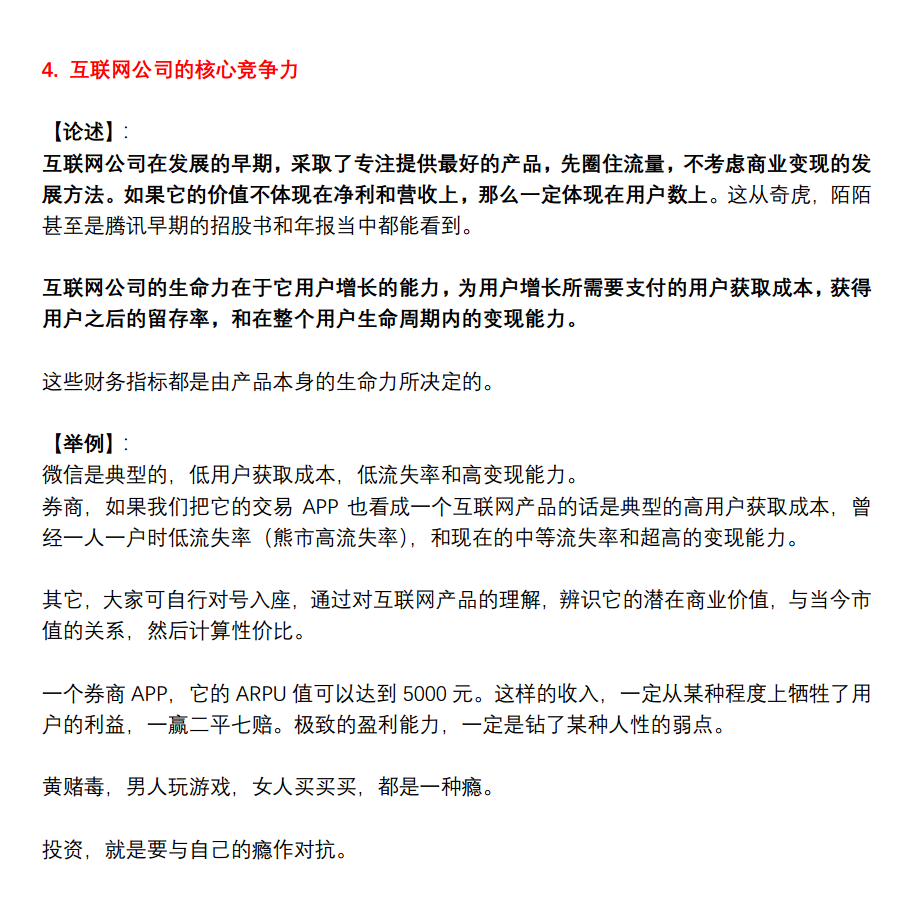 4. 互联网公司的核心竞争力
【论述】:
互联网公司在发展的早期，采取了专注提供最好的产品，先圈住流量，不考虑商业变现的发
展方法。如果它的价值不体现在净利和营收上，那么一定体现在用户数上。这从奇虎，陌陌
甚至是腾讯早期的招股书和年报当中都能看到。
互联网公司的生命力在于它用户增长的能力，为用户增长所需要支付的用户获取成本，获得
用户之后的留存率，和在整个用户生命周期内的变现能力。
这些财务指标都是由产品本身的生命力所决定的。
【举例】:
微信是典型的，低用户获取成本，低流失率和高变现能力。
券商，如果我们把它的交易 APP 也看成一个互联网产品的话是典型的高用户获取成本，曾
经一人一户时低流失率（熊市高流失率），和现在的中等流失率和超高的变现能力。
其它，大家可自行对号入座，通过对互联网产品的理解，辨识它的潜在商业价值，与当今市
值的关系，然后计算性价比。
一个券商 APP，它的 ARPU 值可以达到 5000 元。这样的收入，一定从某种程度上牺牲了用
户的利益，一赢二平七赔。极致的盈利能力，一定是钻了某种人性的弱点。
黄赌毒，男人玩游戏，女人买买买，都是一种瘾。
投资，就是要与自己的瘾作对抗。